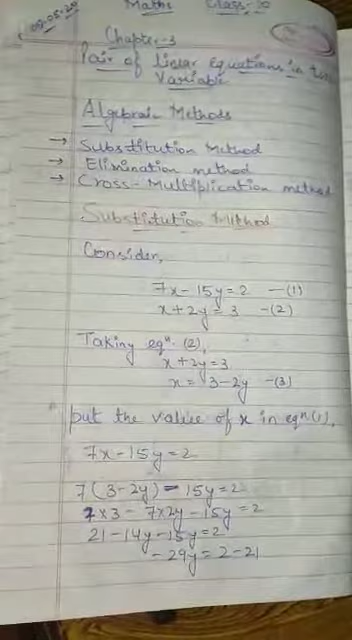 Maths Class-10
02-05-20
Chapter-3
Pair of linear Equations in two
Variable
Algebraic Methods
→ Substitution Method
→ Elimination method
→ Cross-Multiplication method
Substitution Method
Consider,
7x-15y=2 -(1)
x+2y=3 -(2)
Taking eqⁿ. (2),
x+2y=3
x= 3-2y -(3)
put the value of x in eqⁿ(1),
7x-15y=2
7(3-2y)-15y=2
7×3-7×2y-15y=2
21-14y-15y=2
-29y=2-21